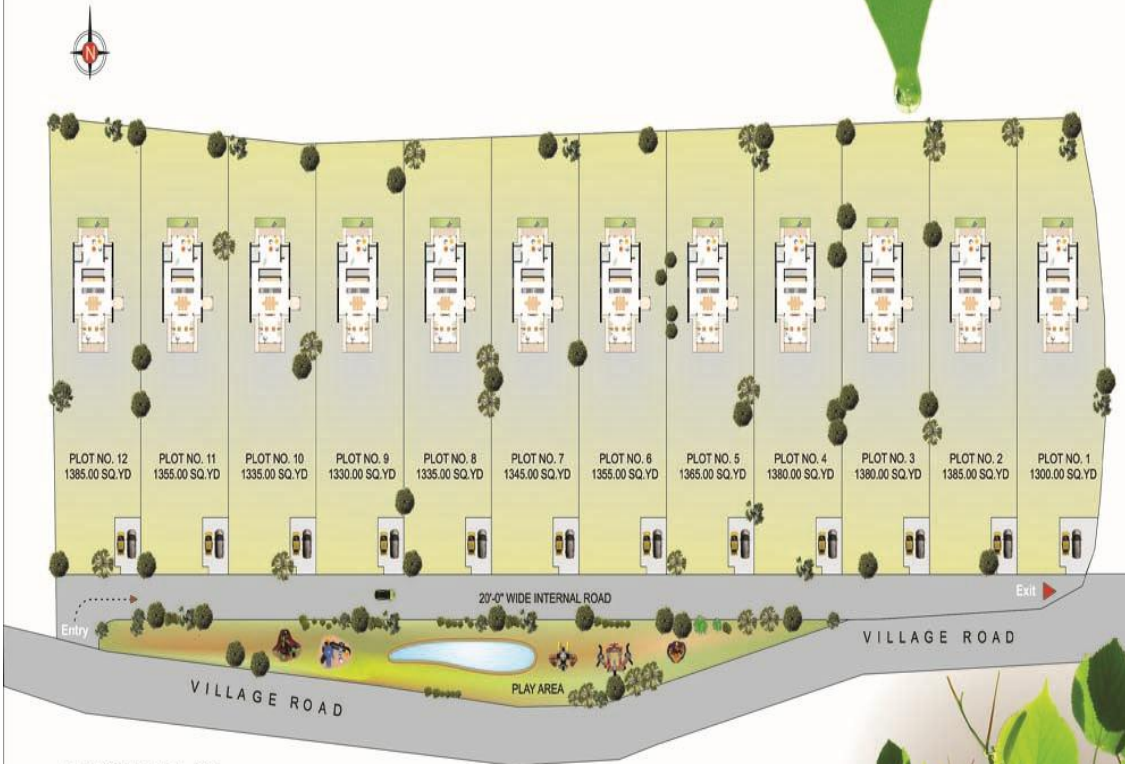 N
PLOT NO. 12
1385.00 SQ.YD
PLOT NO. 11
1355.00 SQ.YD
PLOT NO. 10
1335.00 SQ.YD
PLOT NO. 9
1330.00 SQ.YD
PLOT NO. 8
1335.00 SQ.YD
PLOT NO. 7
1345.00 SQ.YD
PLOT NO. 6
1355.00 SQ.YD
PLOT NO. 5
1365.00 SQ.YD
PLOT NO. 4
1380.00 SQ.YD
PLOT NO. 3
1380.00 SQ.YD
PLOT NO. 2
1385.00 SQ.YD
PLOT NO. 1
1300.00 SQ.YD
20'-0" WIDE INTERNAL ROAD
Exit
Entry
VILLAGE ROAD
PLAY AREA
VILLAGE ROAD